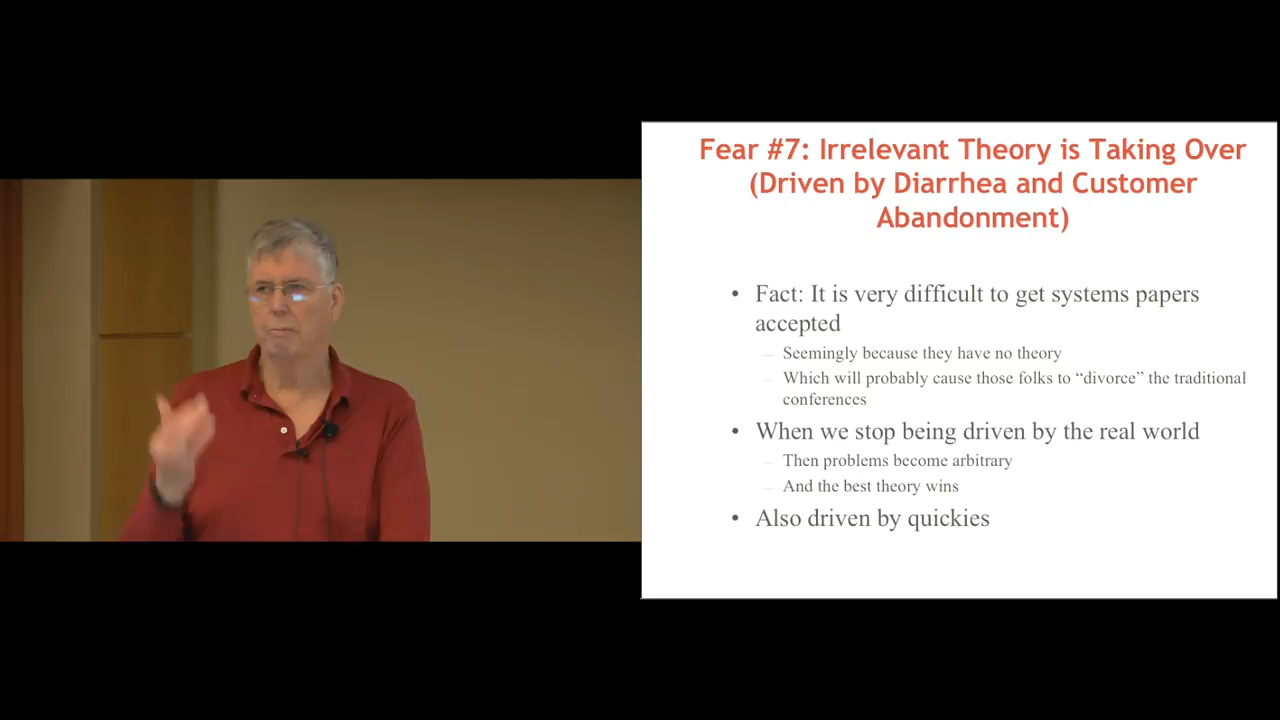 Fear #7: Irrelevant Theory is Taking Over
(Driven by Diarrhea and Customer
Abandonment)
• Fact: It is very difficult to get systems papers
accepted
– Seemingly because they have no theory
– Which will probably cause those folks to “divorce” the traditional
conferences
• When we stop being driven by the real world
– Then problems become arbitrary
– And the best theory wins
• Also driven by quickies